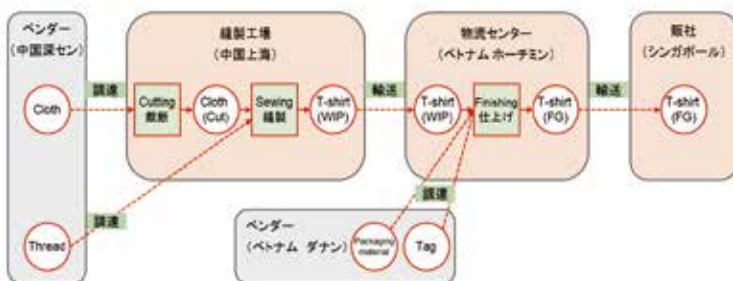 ベンダー
(中国深セン)
Cloth
Thread
調達
調達
縫製工場
(中国上海)
Cutting
裁断
Cloth
(Cut)
Sewing
縫製
T-shirt
(WIP)
輸送
物流センター
(ベトナム ホーチミン)
T-shirt
(WIP)
Finishing
仕上げ
T-shirt
(FG)
輸送
販社
(シンガポール)
T-shirt
(FG)
調達
ベンダー
(ベトナム ダナン)
Packaging
material
Tag